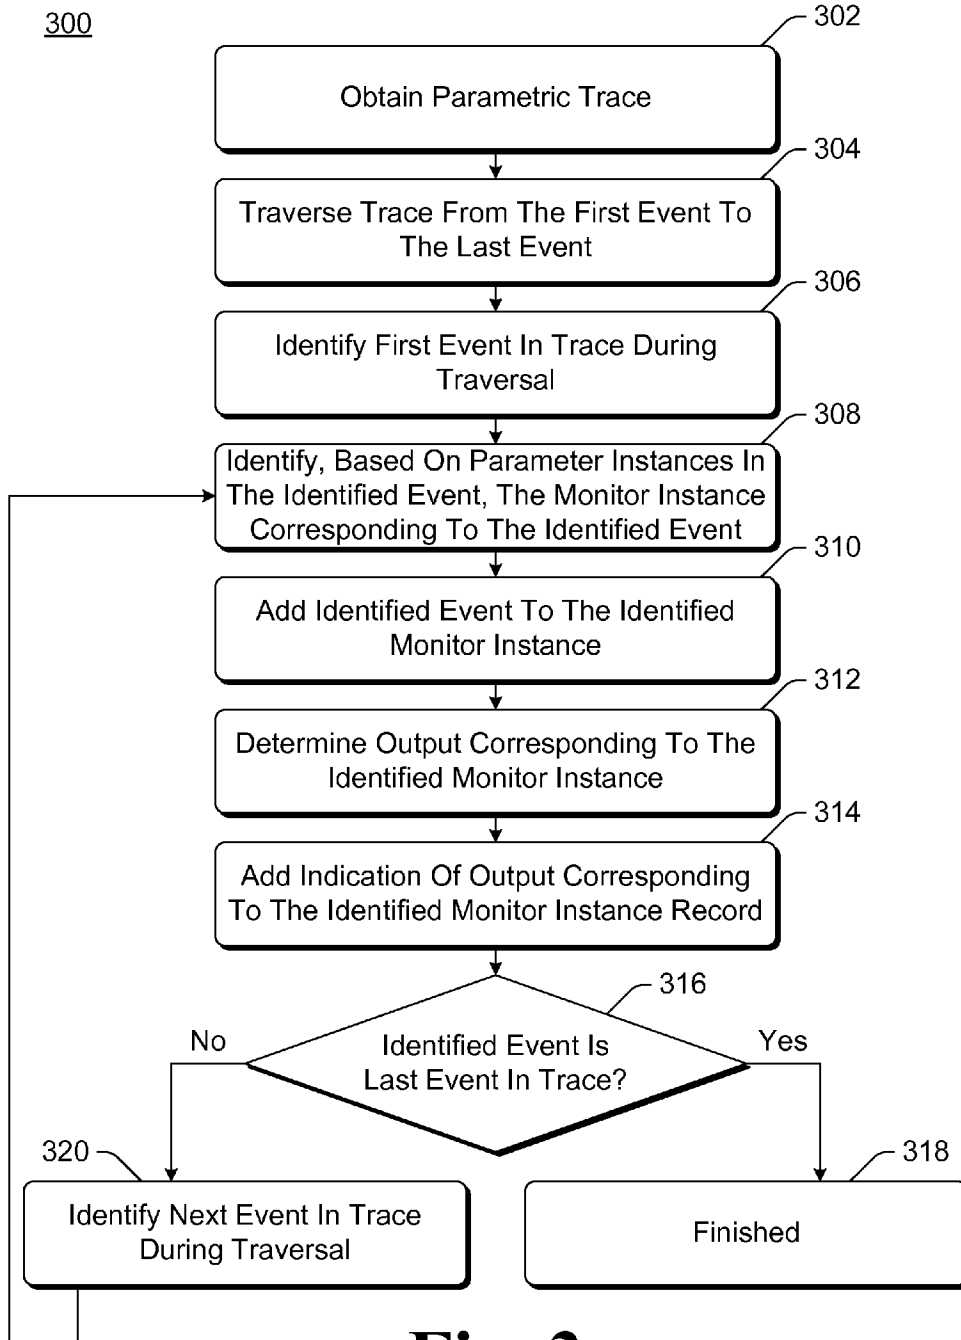 300
302
Obtain Parametric Trace
304
Traverse Trace From The First Event To
The Last Event
306
Identify First Event In Trace During
Traversal
308
Identify, Based On Parameter Instances In
The Identified Event, The Monitor Instance
Corresponding To The Identified Event
310
Add Identified Event To The Identified
Monitor Instance
312
Determine Output Corresponding To The
Identified Monitor Instance
314
Add Indication Of Output Corresponding
To The Identified Monitor Instance Record
316
Identified Event Is
Last Event In Trace?
No
Yes
320
Identify Next Event In Trace
During Traversal
318
Finished